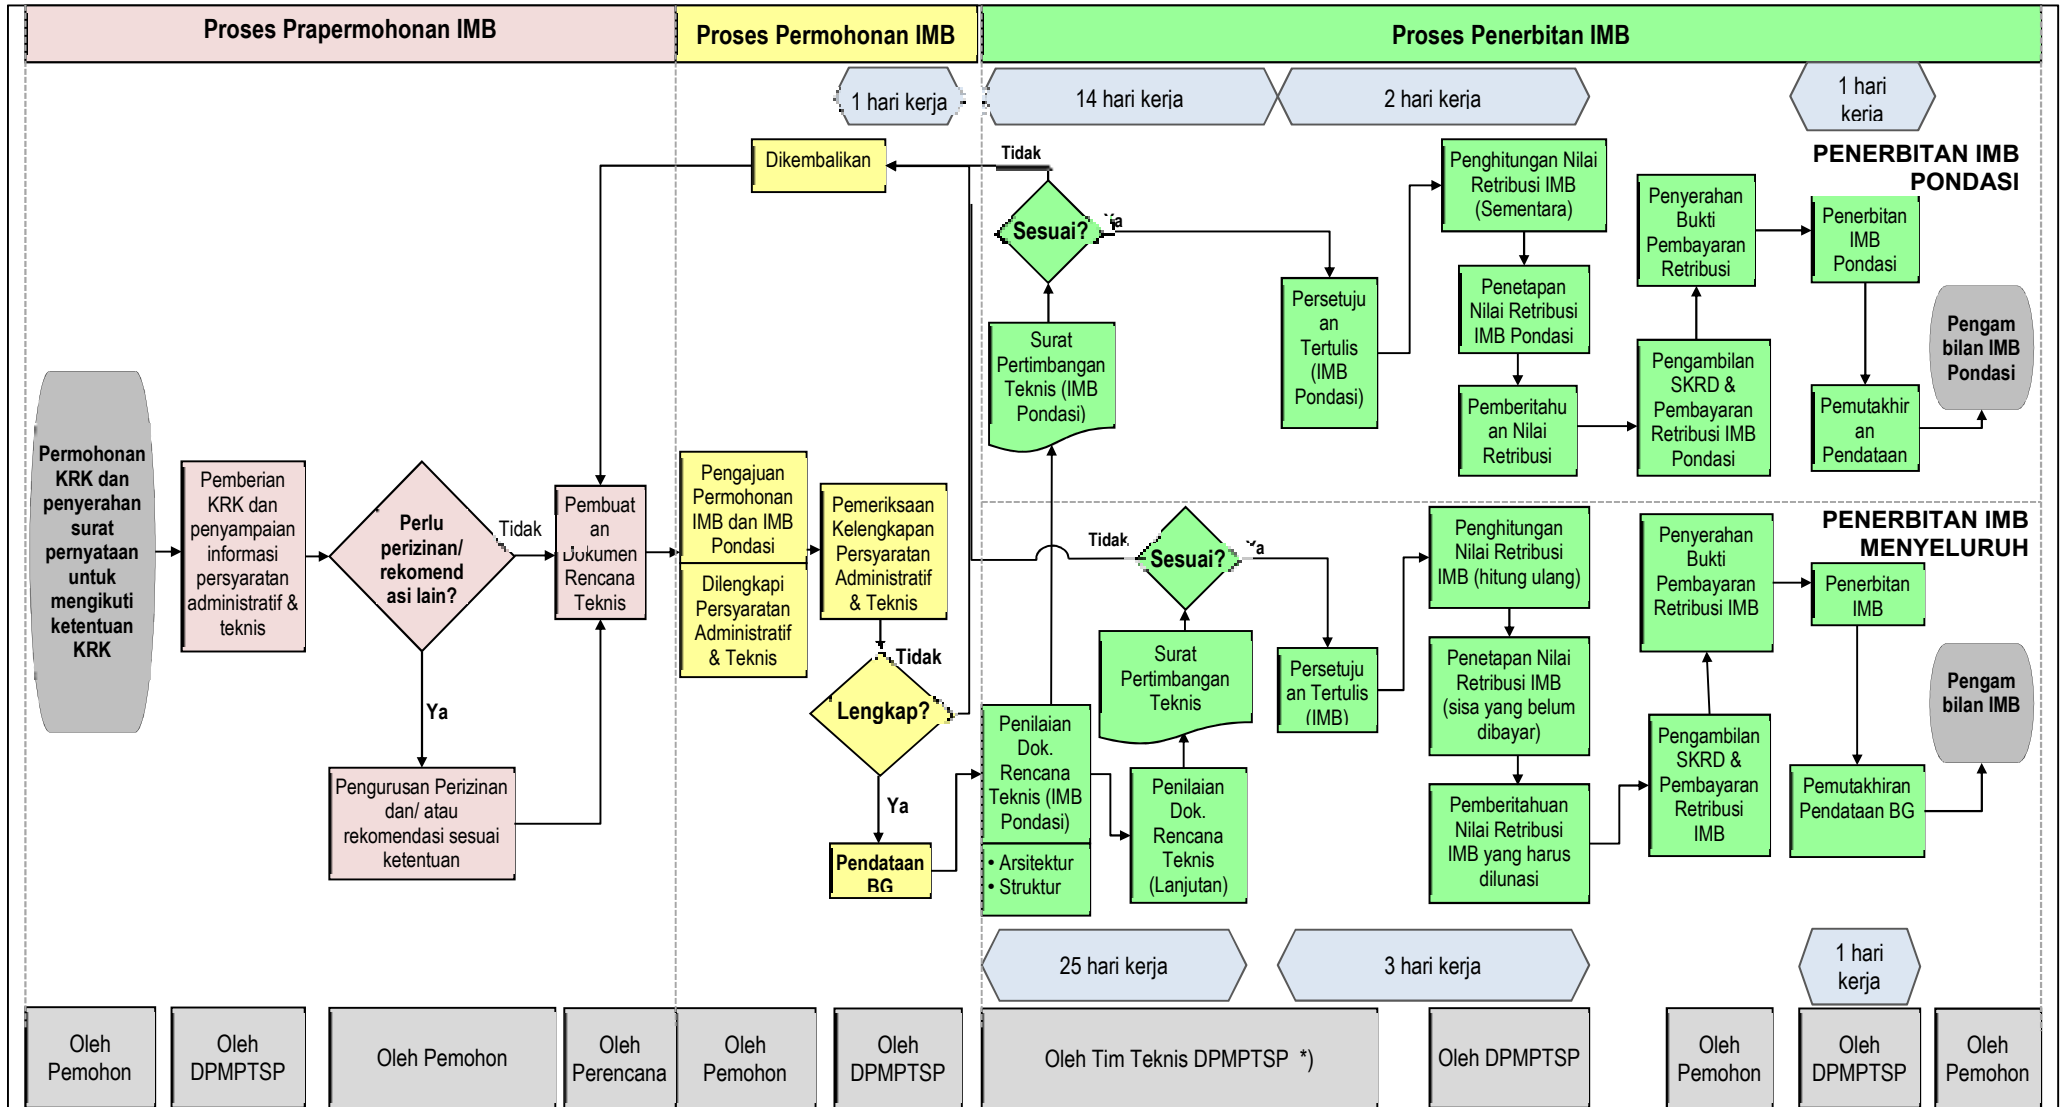 Proses Prapermohonan IMB
Proses Permohonan IMB
Proses Penerbitan IMB
1 hari kerja
14 hari kerja
2 hari kerja
1 hari
kerja
PENERBITAN IMB
PONDASI
Dikembalikan
Tidak
Sesuai?
Ya
Surat
Pertimbangan
Teknis (IMB
Pondasi)
Persetuju
an
Tertulis
(IMB
Pondasi)
Penghitungan Nilai
Retribusi IMB
(Sementara)
Penetapan
Nilai Retribusi
IMB Pondasi
Pemberitahu
an Nilai
Retribusi
Penyerahan
Bukti
Pembayaran
Retribusi
Pengambilan
SKRD &
Pembayaran
Retribusi IMB
Pondasi
Penerbitan
IMB
Pondasi
Pemutakhir
an
Pendataan
Pengam
bilan IMB
Pondasi
Permohonan
KRK dan
penyerahan
surat
pernyataan
untuk
mengikuti
ketentuan
KRK
Pemberian
KRK dan
penyampaian
informasi
persyaratan
administratif &
teknis
Perlu
perizinan/
rekomend
asi lain?
Tidak
Ya
Pengurusan Perizinan
dan/ atau
rekomendasi sesuai
ketentuan
Pembuat
an
Dokumen
Rencana
Teknis
Pengajuan
Permohonan
IMB dan IMB
Pondasi
Dilengkapi
Persyaratan
Administratif
& Teknis
Pemeriksaan
Kelengkapan
Persyaratan
Administratif
& Teknis
Tidak
Lengkap?
Ya
Pendataan
BG
PENERBITAN IMB
MENYELURUH
Tidak
Sesuai?
Ya
Surat
Pertimbangan
Teknis
Penilaian
Dok.
Rencana
Teknis (IMB
Pondasi)
• Arsitektur
• Struktur
Penilaian
Dok.
Rencana
Teknis
(Lanjutan)
Persetuju
an Tertulis
(IMB)
Penghitungan
Nilai Retribusi
IMB (hitung ulang)
Penetapan Nilai
Retribusi IMB
(sisa yang belum
dibayar)
Pemberitahuan
Nilai Retribusi
IMB yang harus
dilunasi
Penyerahan
Bukti
Pembayaran
Retribusi IMB
Pengambilan
SKRD &
Pembayaran
Retribusi
IMB
Penerbitan
IMB
Pemutakhiran
Pendataan BG
Pengam
bilan IMB
25 hari kerja
3 hari kerja
1 hari
kerja
Oleh
Pemohon
Oleh
DPMPTSP
Oleh Pemohon
Oleh
Perencana
Oleh
Pemohon
Oleh
DPMPTSP
Oleh Tim Teknis DPMPTSP *)
Oleh DPMPTSP
Oleh
Pemohon
Oleh
DPMPTSP
Oleh
Pemohon